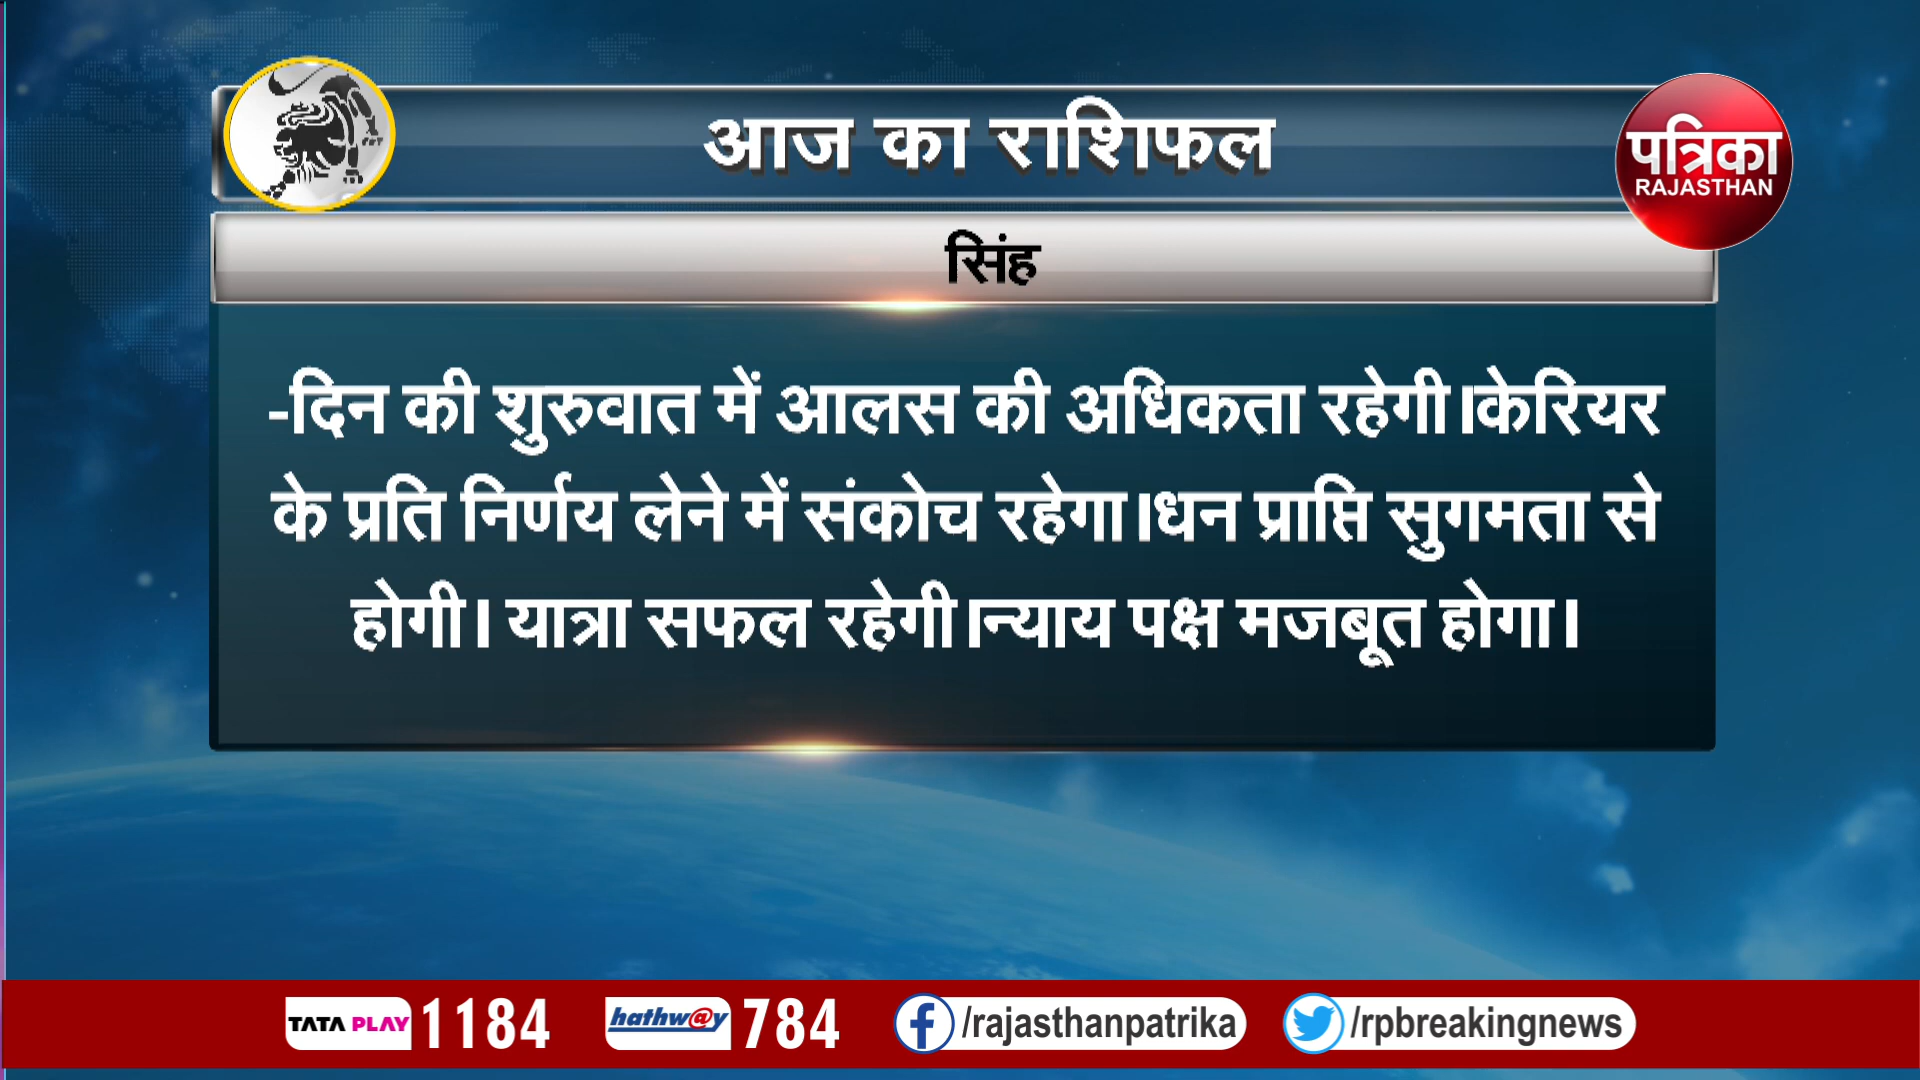 आज का राशिफल
पत्रिका
RAJASTHAN
सिंह
-दिन की शुरुवात में आलस की अधिकता रहेगी।केरियर
के प्रति निर्णय लेने में संकोच रहेगा।धन प्राप्ति सुगमता से
होगी। यात्रा सफल रहेगी।न्याय पक्ष मजबूत होगा।
TATA PLAY 1184 hathw@y 784 /rajasthanpatrika /rpbreakingnews